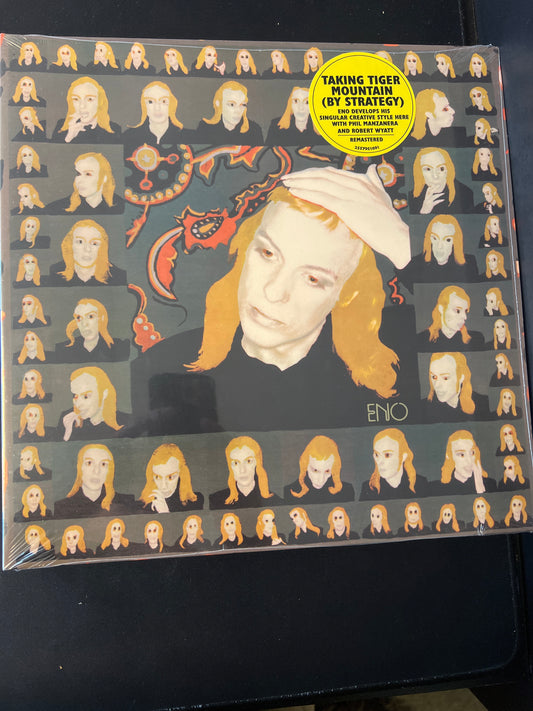 TAKING TIGER
MOUNTAIN
(BY STRATEGY)
ENO DEVELOPS HIS
SINGULAR CREATIVE STYLE HERE
WITH PHIL MANZANERA
AND ROBERT WYATT
REMASTERED
3557951691
ENO